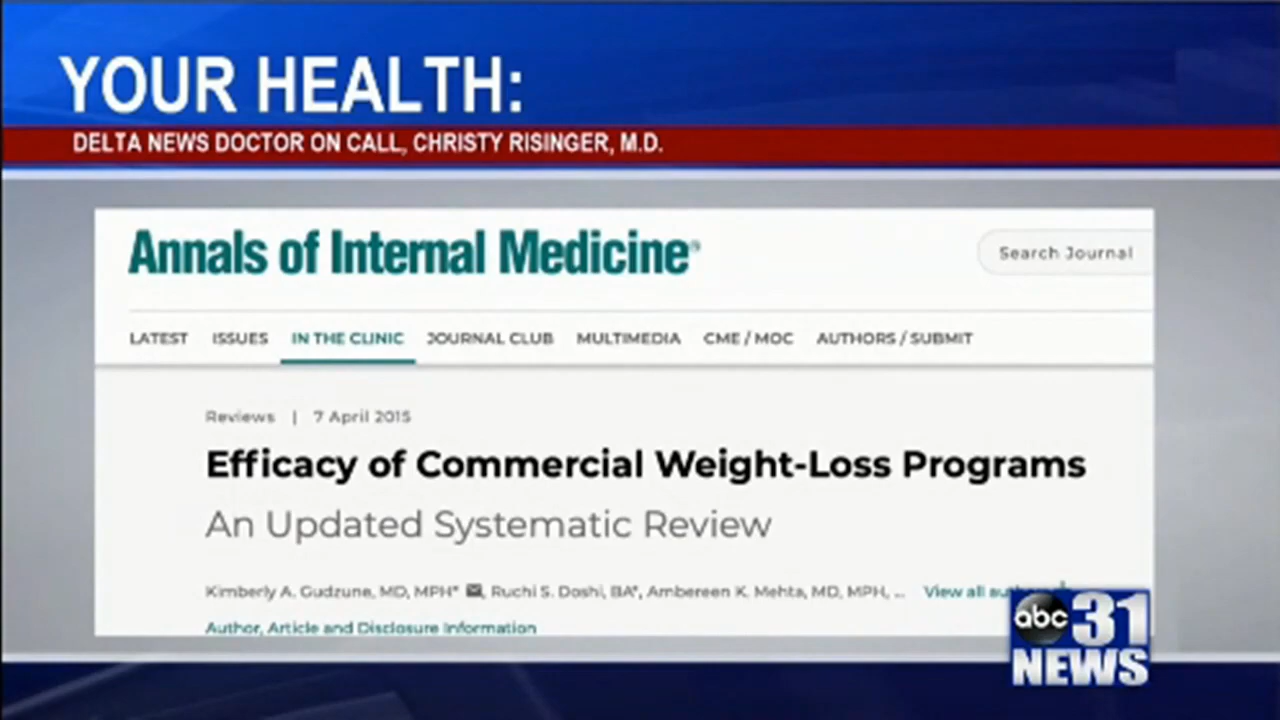 YOUR HEALTH:
DELTA NEWS DOCTOR ON CALL, CHRISTY RISINGER, M.D.
Annals of Internal Medicine®
Search Journal
LATEST ISSUES IN THE CLINIC JOURNAL CLUB MULTIMEDIA CME / MOC AUTHORS / SUBMIT
Reviews | 7 April 2015
Efficacy of Commercial Weight-Loss Programs
An Updated Systematic Review
Kimberly A. Gudzune, MD, MPH*, Ruchi S. Doshi, BA*, Ambereen K. Mehta, MD, MPH, ... View all
Author, Article and Disclosure Information
abc 31
NEWS